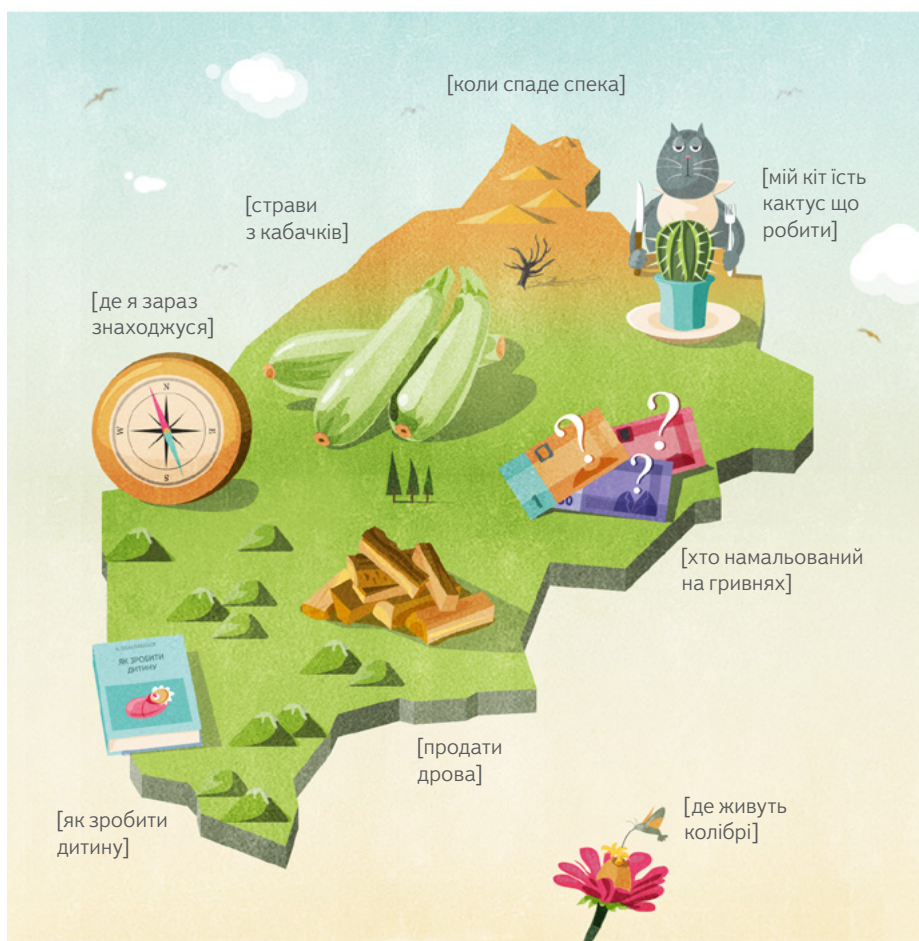 [коли спаде спека]
[мій кіт їсть
кактус що
робити]
[страви
з кабачків]
[де я зараз
знаходжуся]
N
W
E
S
1
[хто намальований
на гривнях]
ЯК ЗРОБИТИ
ДИТИНУ
[продати
дрова]
[як зробити
дитину]
[де живуть
колібрі]